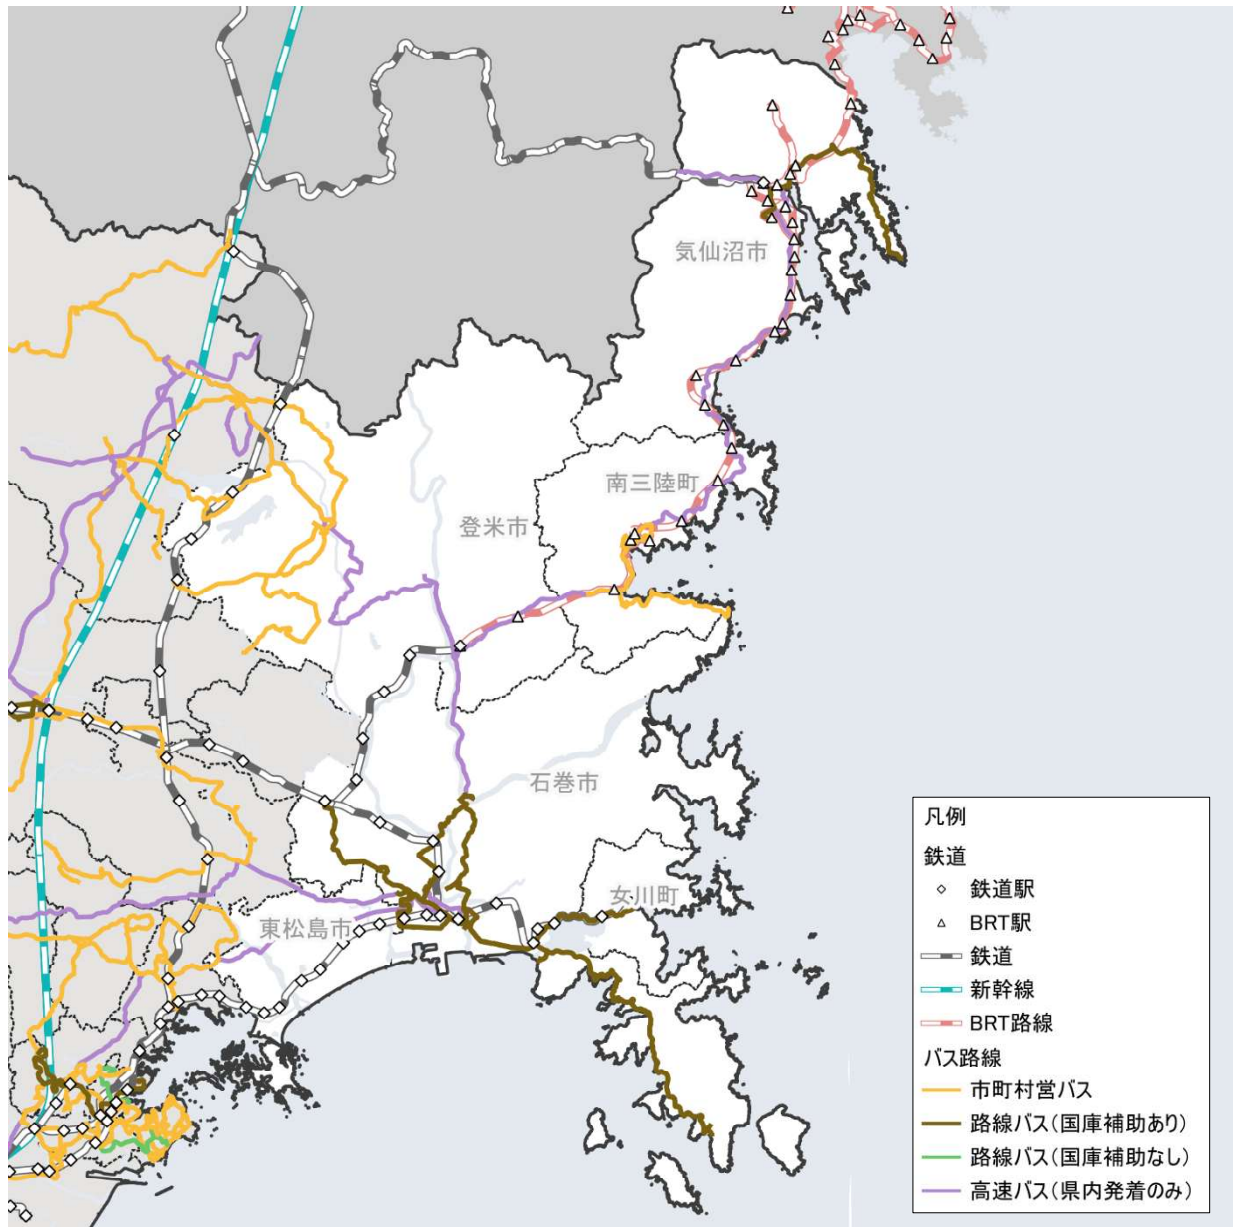 気仙沼市
南三陸町
登米市
石巻市
女川町
東松島市
凡例
鉄道
鉄道駅
BRT駅
鉄道
新幹線
BRT路線
バス路線
市町村営バス
路線バス(国庫補助あり)
路線バス(国庫補助なし)
高速バス(県内発着のみ)